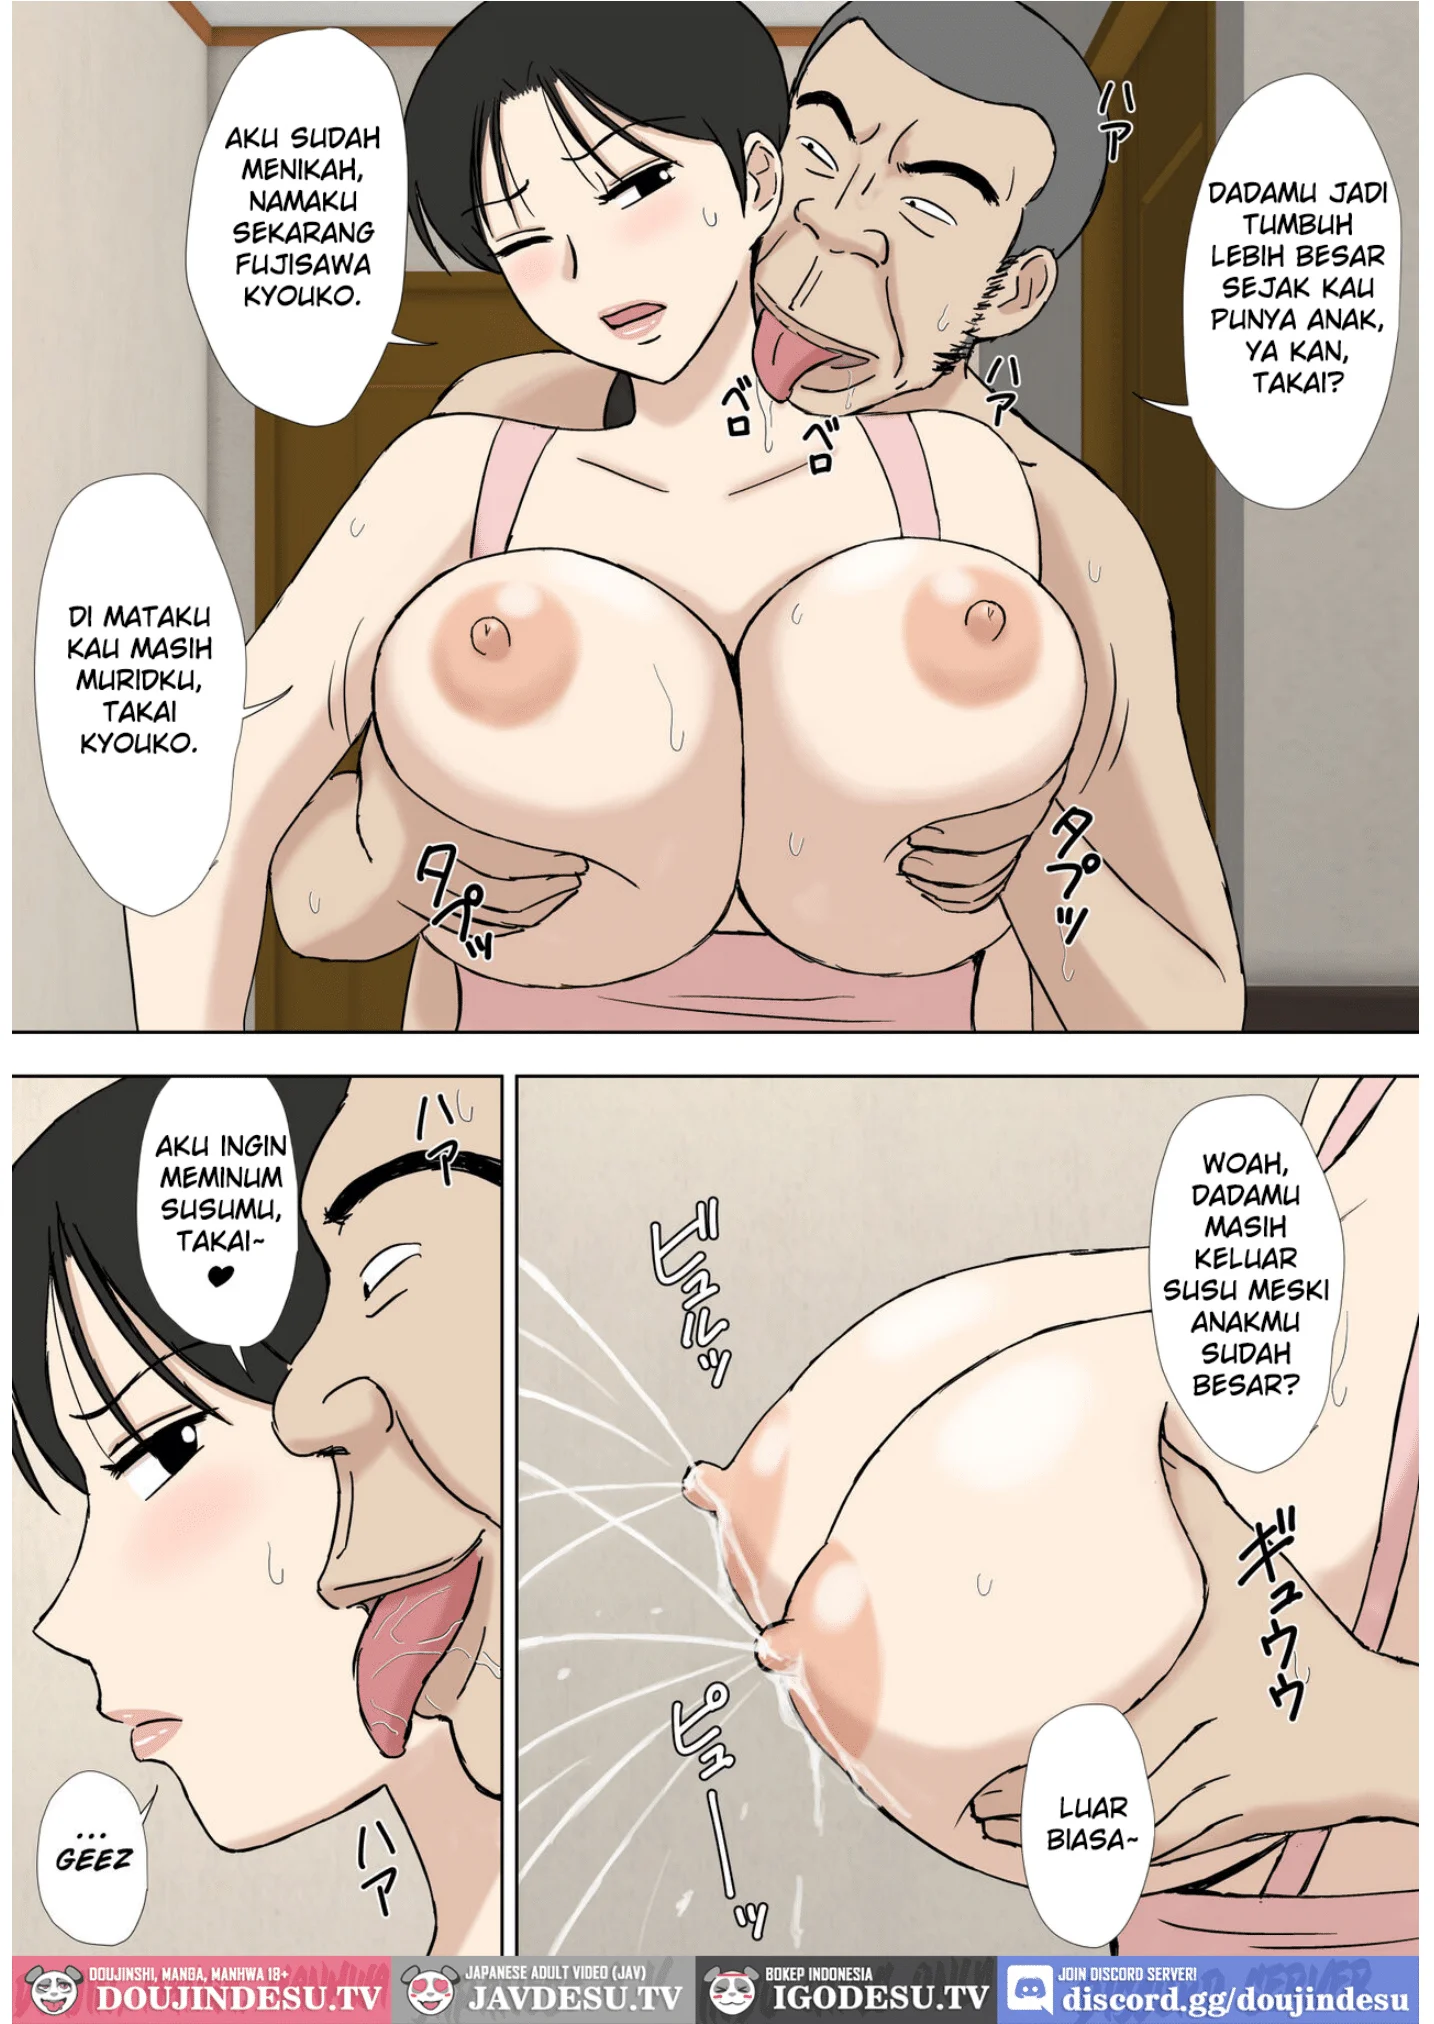 DADAMU JADI
TUMBUH
LEBIH BESAR
SEJAK KAU
PUNYA ANAK,
YA KAN,
TAKAI?
AKU SUDAH
MENIKAH,
NAMAKU
SEKARANG
FUJISAWA
KYOUKO.
DI MATAKU
KAU MASIH
MURIDKU,
TAKAI
KYOUKO.
ハァ
ハァ
ベロ
ベロ
タプッ
タプッ
WOAH,
DADAMU
MASIH
KELUAR
SUSU MESKI
ANAKMU
SUDAH
BESAR?
LUAR
BIASA~
ビュルッ
ピューーッ
ギュウウ
AKU INGIN
MEMINUM
SUSUMU,
TAKAI~
♥
ハァ
ハァ
...
GEEZ
DOUJINSHI, MANGA, MANHWA 18+
DOUJINDESU.TV
JAPANESE ADULT VIDEO (JAV)
JAVDESU.TV
BOKEP INDONESIA
IGODESU.TV
JOIN DISCORD SERVER!
discord.gg/doujindesu